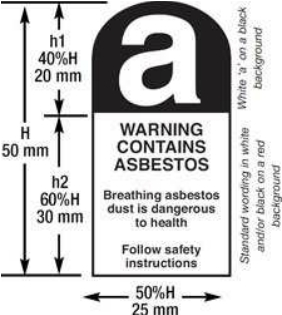 h1
40%H
20 mm
H
50 mm
h2
60%H
30 mm
a
WARNING
CONTAINS
ASBESTOS
Breathing asbestos
dust is dangerous
to health
Follow safety
instructions
White 'a' on a black
background
Standard wording in white
and/or black on a red
background
50%H
25 mm